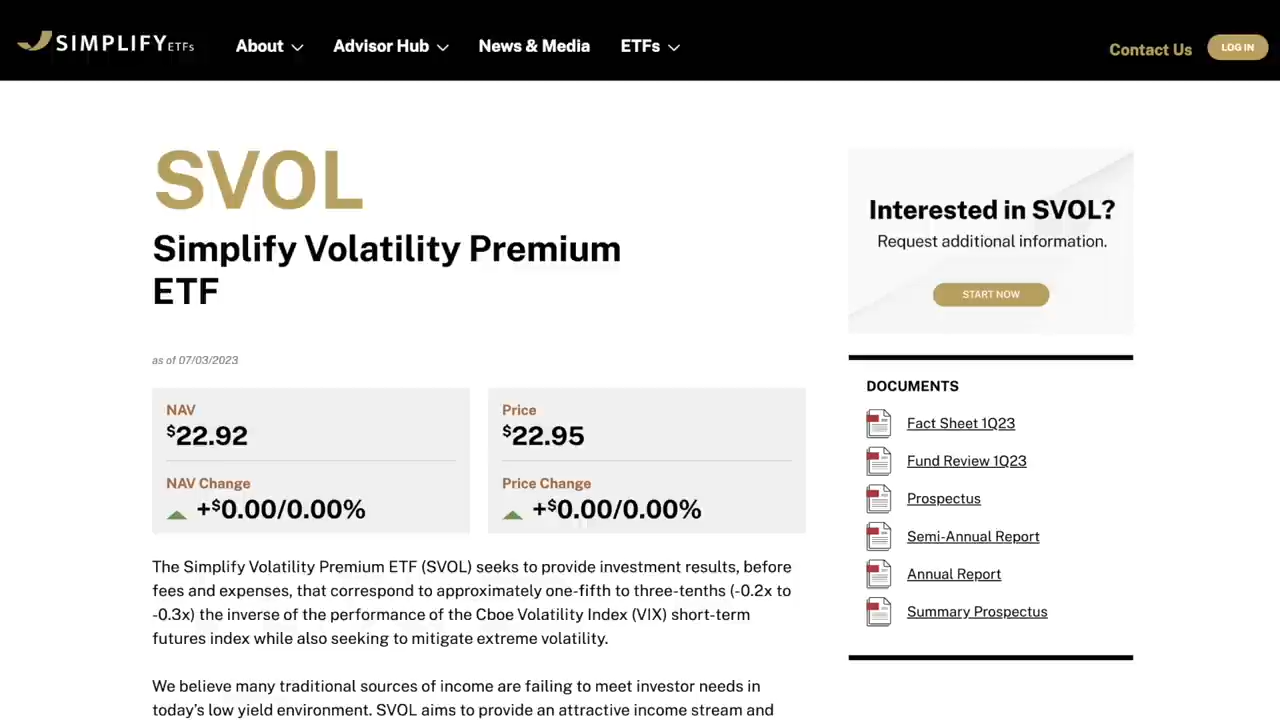 SIMPLIFY ETFs
About
Advisor Hub
News & Media
ETFs
Contact Us
LOG IN
SVOL
Simplify Volatility Premium
ETF
as of 07/03/2023
NAV
$22.92
NAV Change
+$0.00/0.00%
Price
$22.95
Price Change
+$0.00/0.00%
The Simplify Volatility Premium ETF (SVOL) seeks to provide investment results, before
fees and expenses, that correspond to approximately one-fifth to three-tenths (-0.2x to
-0.3x) the inverse of the performance of the Cboe Volatility Index (VIX) short-term
futures index while also seeking to mitigate extreme volatility.
We believe many traditional sources of income are failing to meet investor needs in
today’s low yield environment. SVOL aims to provide an attractive income stream and
Interested in SVOL?
Request additional information.
START NOW
DOCUMENTS
Fact Sheet 1Q23
Fund Review 1Q23
Prospectus
Semi-Annual Report
Annual Report
Summary Prospectus